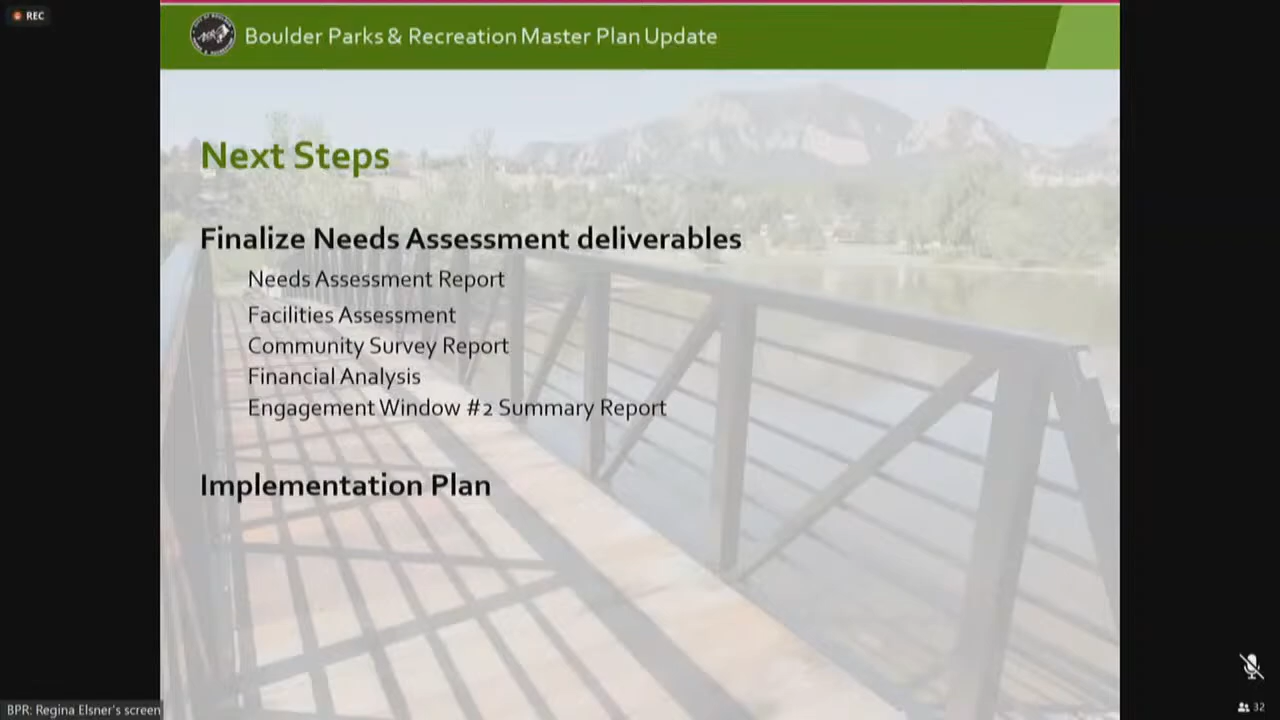 REC
Boulder Parks & Recreation Master Plan Update
Next Steps
Finalize Needs Assessment deliverables
Needs Assessment Report
Facilities Assessment
Community Survey Report
Financial Analysis
Engagement Window #2 Summary Report
Implementation Plan
BPR: Regina Elsner's screen
32